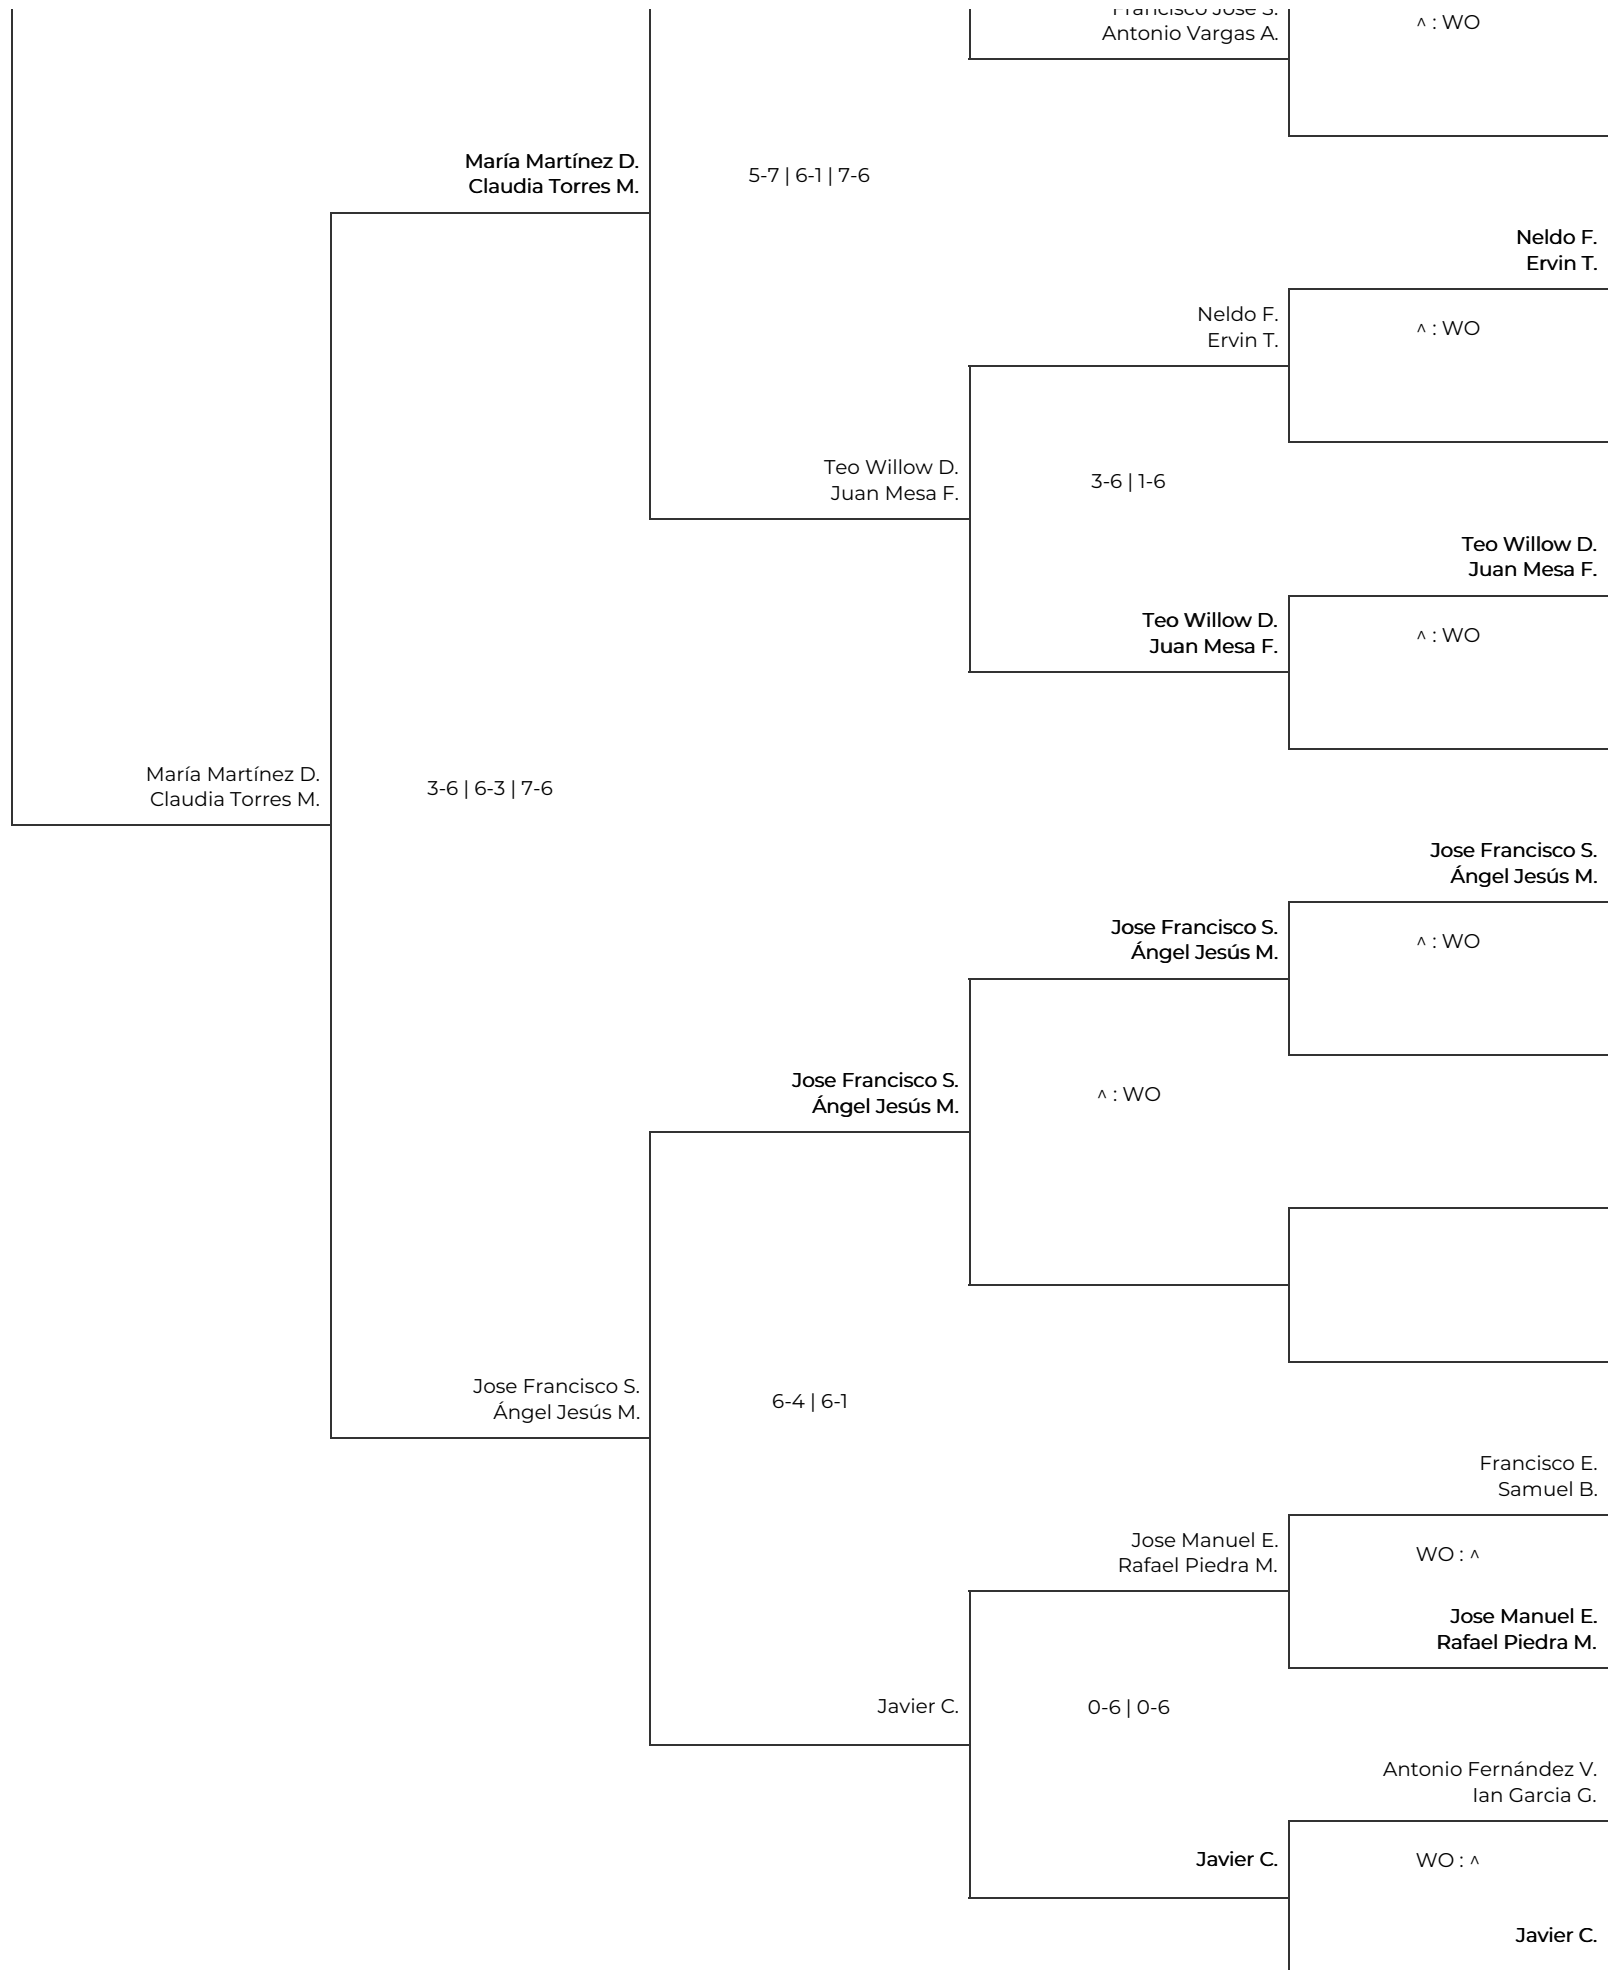 Francisco José S.
Antonio Vargas A.
^ : WO
María Martínez D.
Claudia Torres M.
5-7 | 6-1 | 7-6
Neldo F.
Ervin T.
Neldo F.
Ervin T.
^ : WO
Teo Willow D.
Juan Mesa F.
3-6 | 1-6
Teo Willow D.
Juan Mesa F.
Teo Willow D.
Juan Mesa F.
^ : WO
María Martínez D.
Claudia Torres M.
3-6 | 6-3 | 7-6
Jose Francisco S.
Ángel Jesús M.
Jose Francisco S.
Ángel Jesús M.
^ : WO
Jose Francisco S.
Ángel Jesús M.
^ : WO
Jose Francisco S.
Ángel Jesús M.
6-4 | 6-1
Francisco E.
Samuel B.
Jose Manuel E.
Rafael Piedra M.
WO : ^
Jose Manuel E.
Rafael Piedra M.
Javier C.
0-6 | 0-6
Antonio Fernández V.
Ian Garcia G.
Javier C.
WO : ^
Javier C.